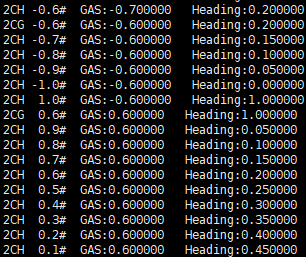 2CH -0.6#  GAS:-0.700000   Heading:0.200000
2CG -0.6#  GAS:-0.600000   Heading:0.200000
2CH -0.7#  GAS:-0.600000   Heading:0.150000
2CH -0.8#  GAS:-0.600000   Heading:0.100000
2CH -0.9#  GAS:-0.600000   Heading:0.050000
2CH -1.0#  GAS:-0.600000   Heading:0.000000
2CH  1.0#  GAS:-0.600000   Heading:1.000000
2CG  0.6#  GAS:0.600000   Heading:1.000000
2CH  0.9#  GAS:0.600000   Heading:0.050000
2CH  0.8#  GAS:0.600000   Heading:0.100000
2CH  0.7#  GAS:0.600000   Heading:0.150000
2CH  0.6#  GAS:0.600000   Heading:0.200000
2CH  0.5#  GAS:0.600000   Heading:0.250000
2CH  0.4#  GAS:0.600000   Heading:0.300000
2CH  0.3#  GAS:0.600000   Heading:0.350000
2CH  0.2#  GAS:0.600000   Heading:0.400000
2CH  0.1#  GAS:0.600000   Heading:0.450000